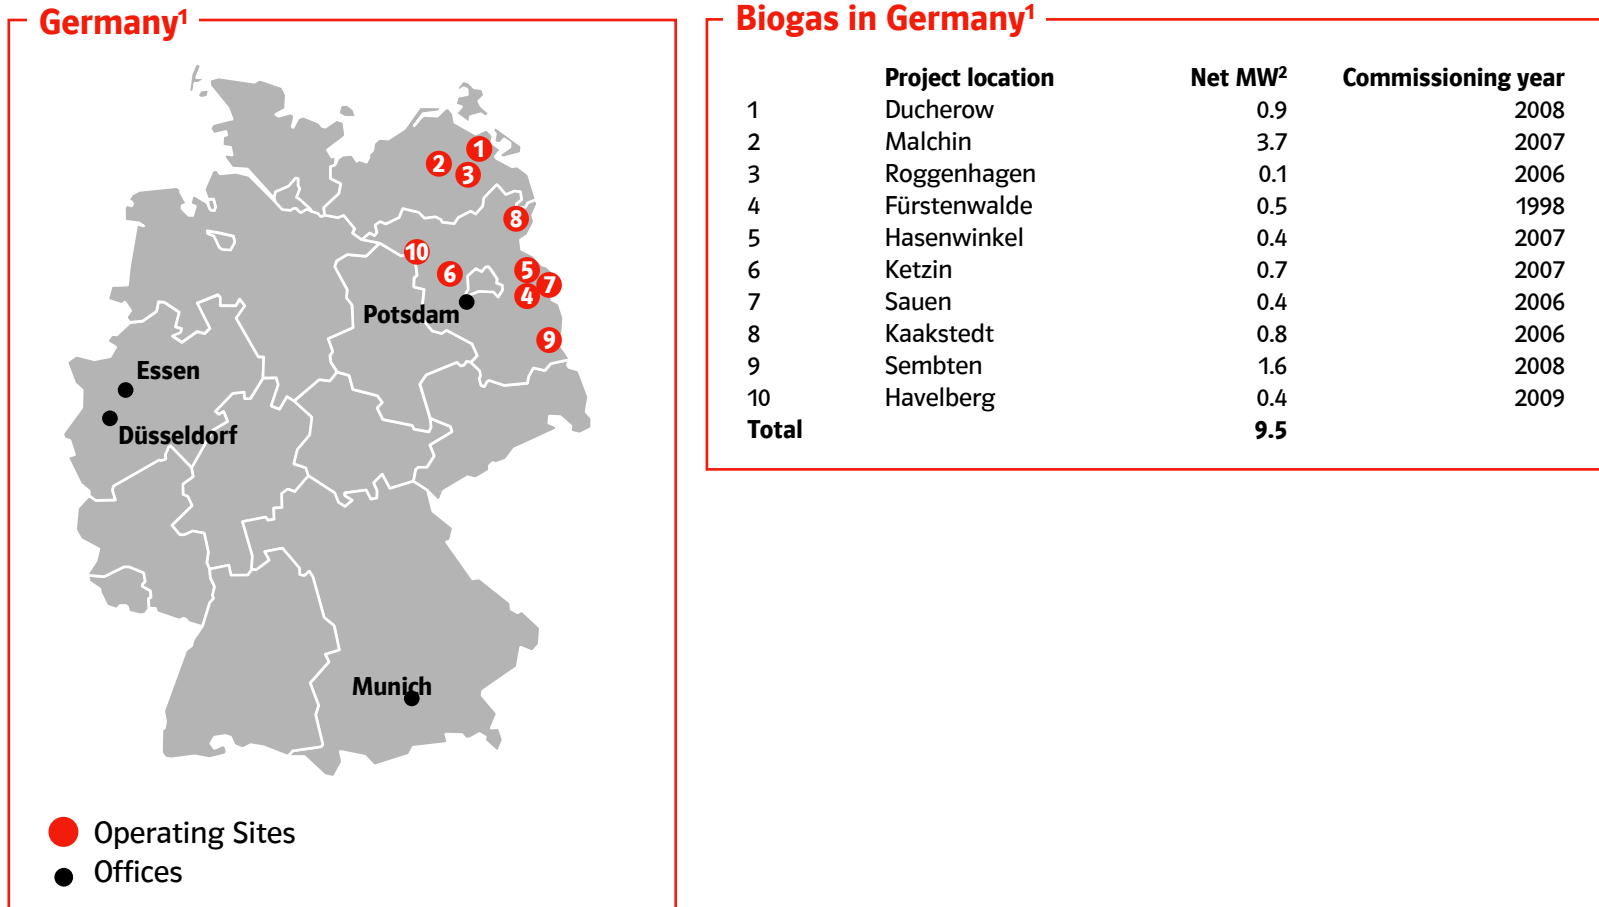 Germany¹
1
2
3
8
10
6
5
7
4
Potsdam
9
Essen
Düsseldorf
Munich
Operating Sites
Offices
Biogas in Germany¹
Project location Net MW² Commissioning year
1 Ducherow 0.9 2008
2 Malchin 3.7 2007
3 Roggenhagen 0.1 2006
4 Fürstenwalde 0.5 1998
5 Hasenwinkel 0.4 2007
6 Ketzin 0.7 2007
7 Sauen 0.4 2006
8 Kaakstedt 0.8 2006
9 Sembten 1.6 2008
10 Havelberg 0.4 2009
Total 9.5